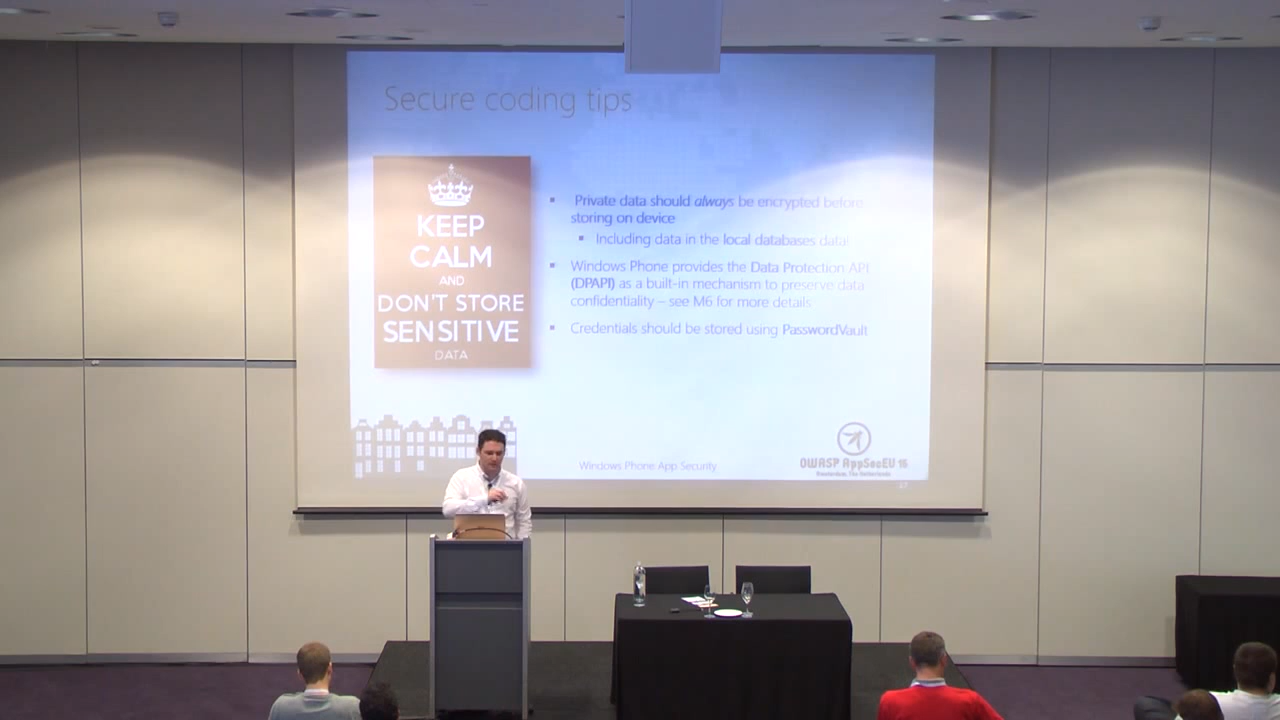 Secure coding tips
KEEP
CALM
AND
DON'T STORE
SENSITIVE
DATA
Private data should always be encrypted before
storing on device
Including data in the local databases data!
Windows Phone provides the Data Protection API
(DPAPI) as a built-in mechanism to preserve data
confidentiality – see M6 for more details
Credentials should be stored using PasswordVault
Windows Phone App Security
OWASP AppSecEU 15
Amsterdam, The Netherlands